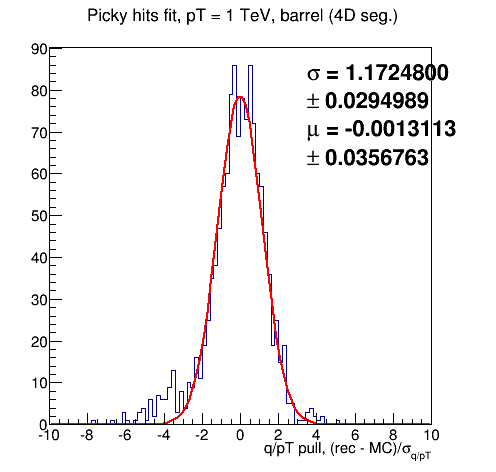 Picky hits fit, pT = 1 TeV, barrel (4D seg.)
σ = 1.1724800
± 0.0294989
μ = -0.0013113
± 0.0356763
90
80
70
60
50
40
30
20
10
0
-10 -8 -6 -4 -2 0 2 4 6 8 10
q/pT pull, (rec - MC)/σq/pT